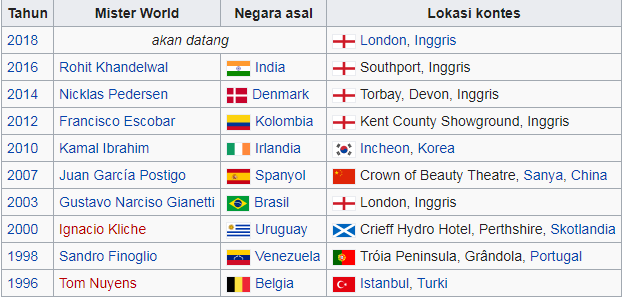 Tahun Mister World Negara asal Lokasi kontes
2018 akan datang London, Inggris
2016 Rohit Khandelwal India Southport, Inggris
2014 Nicklas Pedersen Denmark Torbay, Devon, Inggris
2012 Francisco Escobar Kolombia Kent County Showground, Inggris
2010 Kamal Ibrahim Irlandia Incheon, Korea
2007 Juan García Postigo Spanyol Crown of Beauty Theatre, Sanya, China
2003 Gustavo Narciso Gianetti Brasil London, Inggris
2000 Ignacio Kliche Uruguay Crieff Hydro Hotel, Perthshire, Skotlandia
1998 Sandro Finoglio Venezuela Tróia Peninsula, Grândola, Portugal
1996 Tom Nuyens Belgia Istanbul, Turki